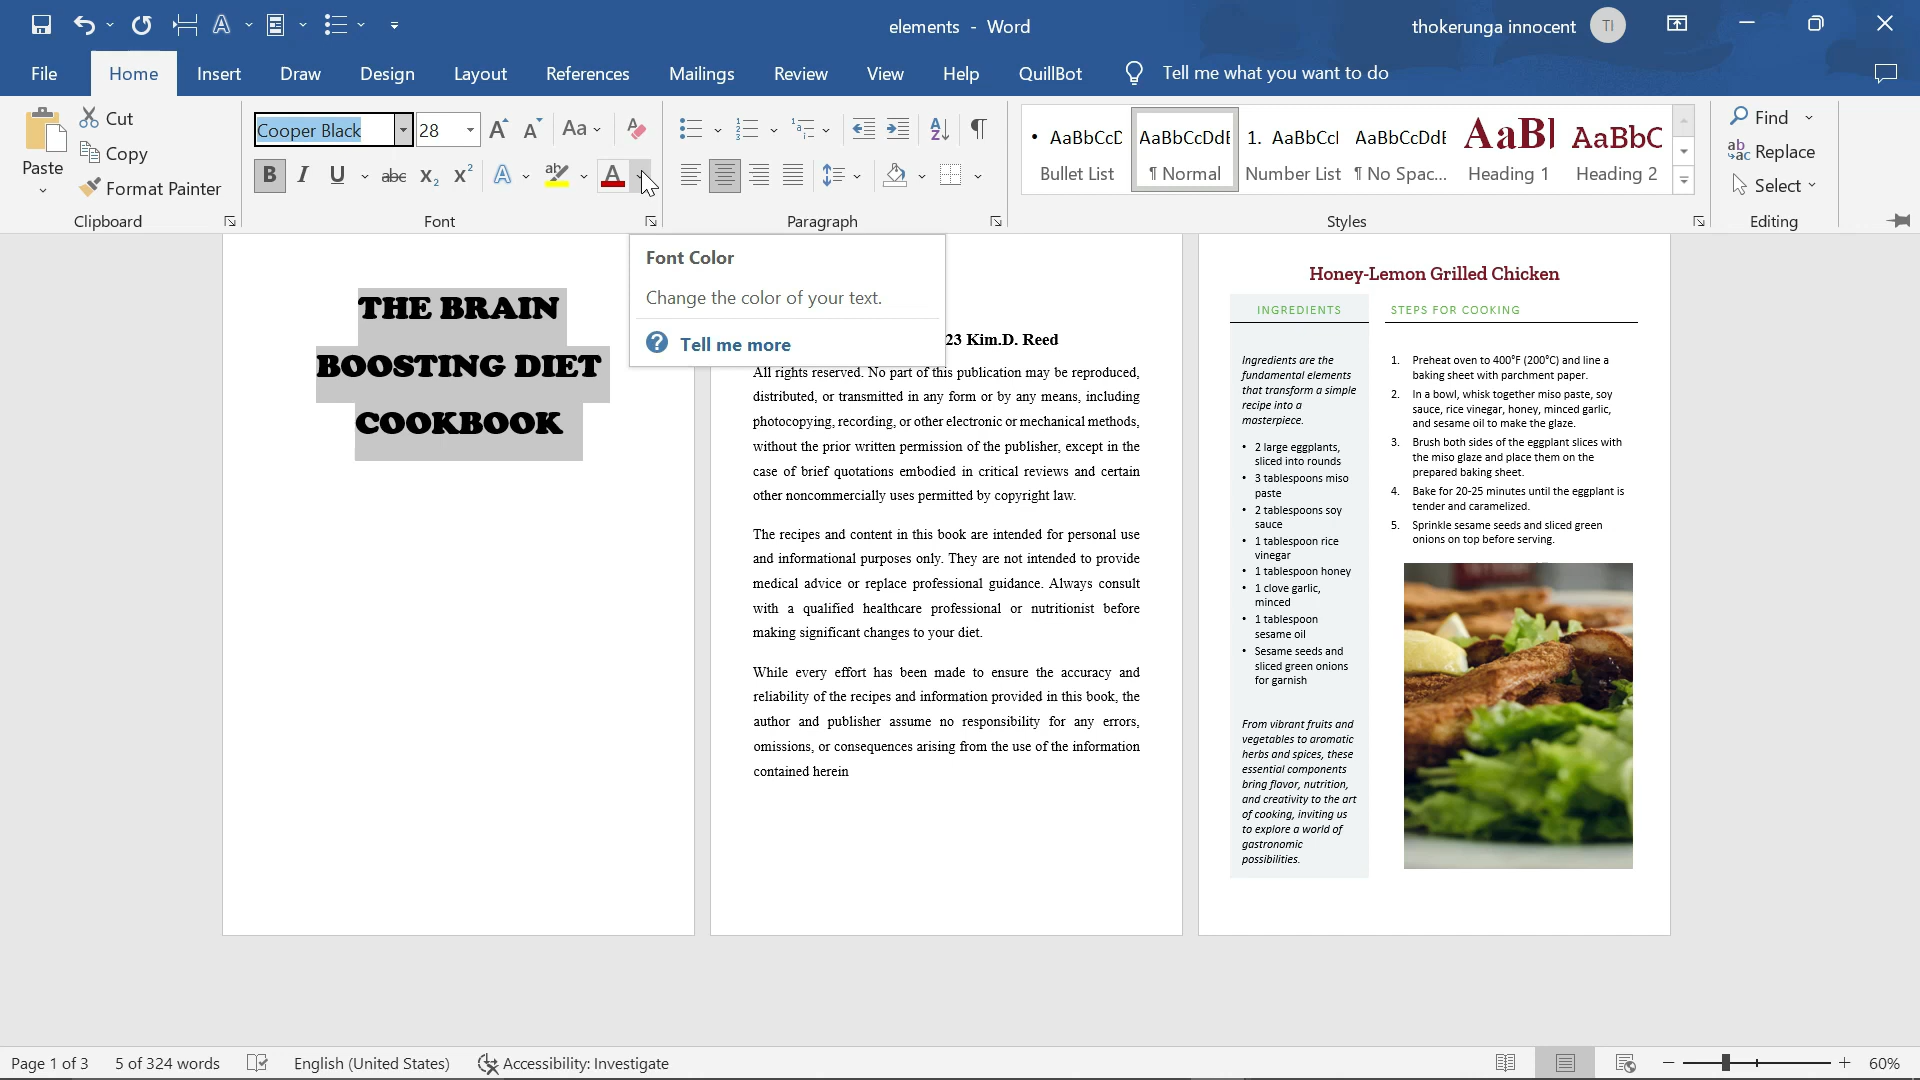 elements - Word
thokerunga innocent
TI
File
Home
Insert
Draw
Design
Layout
References
Mailings
Review
View
Help
QuillBot
Tell me what you want to do
Paste
Cut
Copy
Format Painter
Clipboard
Cooper Black
28
Font
Paragraph
AaBbCcD
Bullet List
AaBbCcDdE
¶ Normal
1. AaBbCcl
Number List
AaBbCcDdE
¶ No Spac...
AaBl
Heading 1
AaBbC
Heading 2
Styles
Find
Replace
Select
Editing
Font Color
Change the color of your text.
Tell me more
THE BRAIN
BOOSTING DIET
COOKBOOK
23 Kim.D. Reed
All rights reserved. No part of this publication may be reproduced,
distributed, or transmitted in any form or by any means, including
photocopying, recording, or other electronic or mechanical methods,
without the prior written permission of the publisher, except in the
case of brief quotations embodied in critical reviews and certain
other noncommercially uses permitted by copyright law.
The recipes and content in this book are intended for personal use
and informational purposes only. They are not intended to provide
medical advice or replace professional guidance. Always consult
with a qualified healthcare professional or nutritionist before
making significant changes to your diet.
While every effort has been made to ensure the accuracy and
reliability of the recipes and information provided in this book, the
author and publisher assume no responsibility for any errors,
omissions, or consequences arising from the use of the information
contained herein
Honey-Lemon Grilled Chicken
INGREDIENTS
Ingredients are the
fundamental elements
that transform a simple
recipe into a
masterpiece.
• 2 large eggplants,
sliced into rounds
• 3 tablespoons miso
paste
• 2 tablespoons soy
sauce
• 1 tablespoon rice
vinegar
• 1 tablespoon honey
• 1 clove garlic,
minced
• 1 tablespoon
sesame oil
• Sesame seeds and
sliced green onions
for garnish
From vibrant fruits and
vegetables to aromatic
herbs and spices, these
essential components
bring flavor, nutrition,
and creativity to the art
of cooking, inviting us
to explore a world of
gastronomic
possibilities.
STEPS FOR COOKING
1. Preheat oven to 400°F (200°C) and line a
baking sheet with parchment paper.
2. In a bowl, whisk together miso paste, soy
sauce, rice vinegar, honey, minced garlic,
and sesame oil to make the glaze.
3. Brush both sides of the eggplant slices with
the miso glaze and place them on the
prepared baking sheet.
4. Bake for 20-25 minutes until the eggplant is
tender and caramelized.
5. Sprinkle sesame seeds and sliced green
onions on top before serving.
Page 1 of 3
5 of 324 words
English (United States)
Accessibility: Investigate
60%